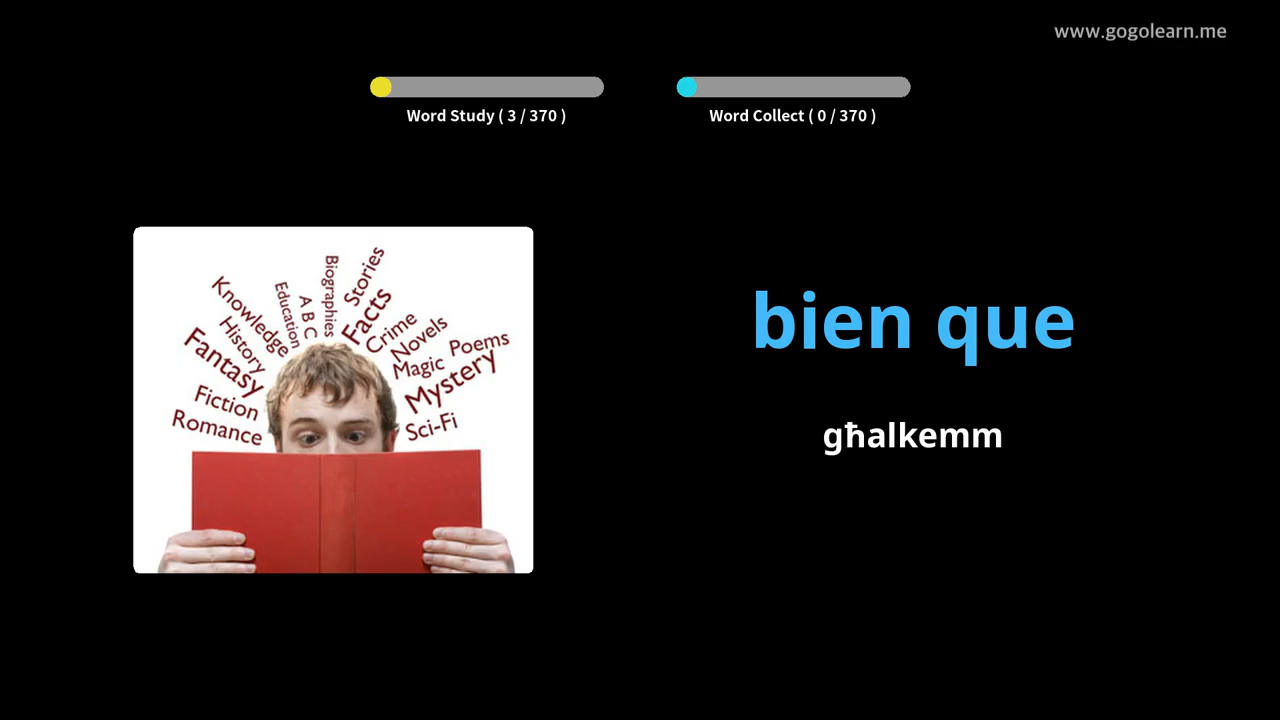 www.gogolearn.me
Word Study ( 3 / 370 )
Word Collect ( 0 / 370 )
Stories
Biographies
Facts
A B C
Education
Knowledge
Crime
Novels
History
Poems
Magic
Fantasy
Mystery
Fiction
Romance
Sci-Fi
bien que
għalkemm